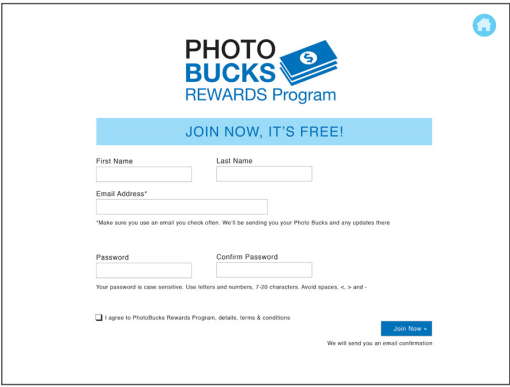 PHOTO
BUCKS
REWARDS Program
JOIN NOW, IT'S FREE!
First Name Last Name
Email Address*
*Make sure you use an email you check often. We'll be sending you your Photo Bucks and any updates there
Password Confirm Password
Your password is case sensitive. Use letters and numbers, 7-20 characters. Avoid spaces, <, > and -
I agree to PhotoBucks Rewards Program, details, terms & conditions
Join Now »
We will send you an email confirmation